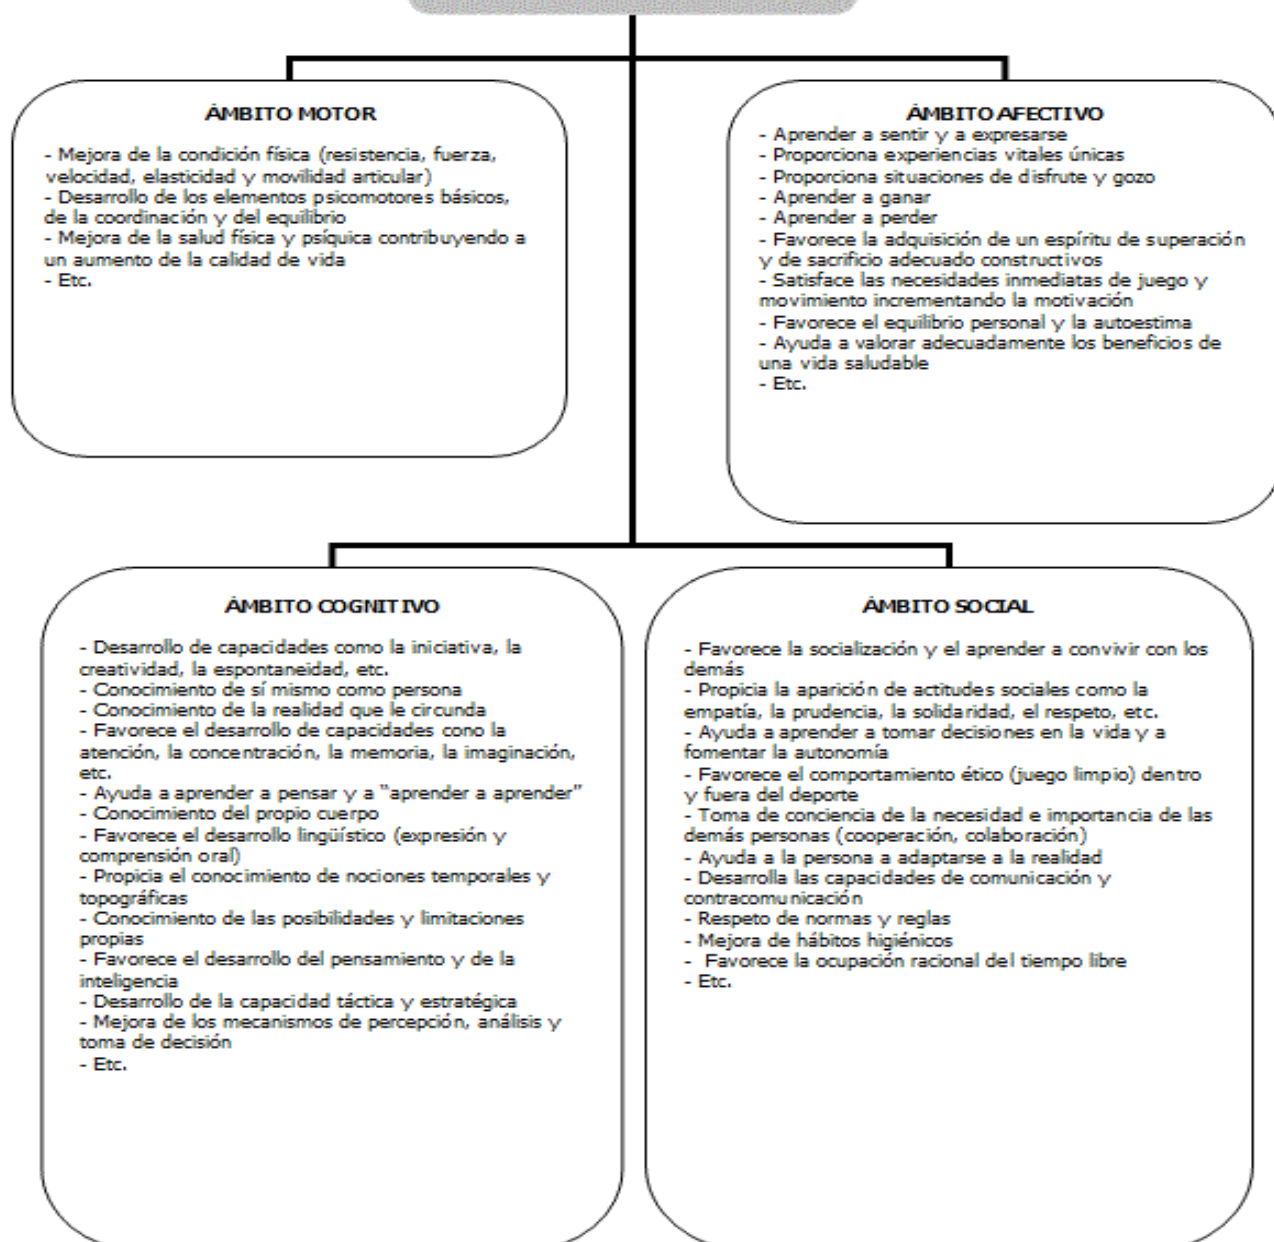 ÁMBITO MOTOR
- Mejora de la condición física (resistencia, fuerza,
velocidad, elasticidad y movilidad articular)
- Desarrollo de los elementos psicomotores básicos,
de la coordinación y del equilibrio
- Mejora de la salud física y psíquica contribuyendo a
un aumento de la calidad de vida
- Etc.
ÁMBITO AFECTIVO
- Aprender a sentir y a expresarse
- Proporciona experiencias vitales únicas
- Proporciona situaciones de disfrute y gozo
- Aprender a ganar
- Aprender a perder
- Favorece la adquisición de un espíritu de superación
y de sacrificio adecuado constructivos
- Satisface las necesidades inmediatas de juego y
movimiento incrementando la motivación
- Favorece el equilibrio personal y la autoestima
- Ayuda a valorar adecuadamente los beneficios de
una vida saludable
- Etc.
ÁMBITO COGNITIVO
- Desarrollo de capacidades como la iniciativa, la
creatividad, la espontaneidad, etc.
- Conocimiento de sí mismo como persona
- Conocimiento de la realidad que le circunda
- Favorece el desarrollo de capacidades cono la
atención, la concentración, la memoria, la imaginación,
etc.
- Ayuda a aprender a pensar y a “aprender a aprender”
- Conocimiento del propio cuerpo
- Favorece el desarrollo lingüístico (expresión y
comprensión oral)
- Propicia el conocimiento de nociones temporales y
topográficas
- Conocimiento de las posibilidades y limitaciones
propias
- Favorece el desarrollo del pensamiento y de la
inteligencia
- Desarrollo de la capacidad táctica y estratégica
- Mejora de los mecanismos de percepción, análisis y
toma de decisión
- Etc.
ÁMBITO SOCIAL
- Favorece la socialización y el aprender a convivir con los
demás
- Propicia la aparición de actitudes sociales como la
empatía, la prudencia, la solidaridad, el respeto, etc.
- Ayuda a aprender a tomar decisiones en la vida y a
fomentar la autonomía
- Favorece el comportamiento ético (juego limpio) dentro
y fuera del deporte
- Toma de conciencia de la necesidad e importancia de las
demás personas (cooperación, colaboración)
- Ayuda a la persona a adaptarse a la realidad
- Desarrolla las capacidades de comunicación y
contracomunicación
- Respeto de normas y reglas
- Mejora de hábitos higiénicos
- Favorece la ocupación racional del tiempo libre
- Etc.